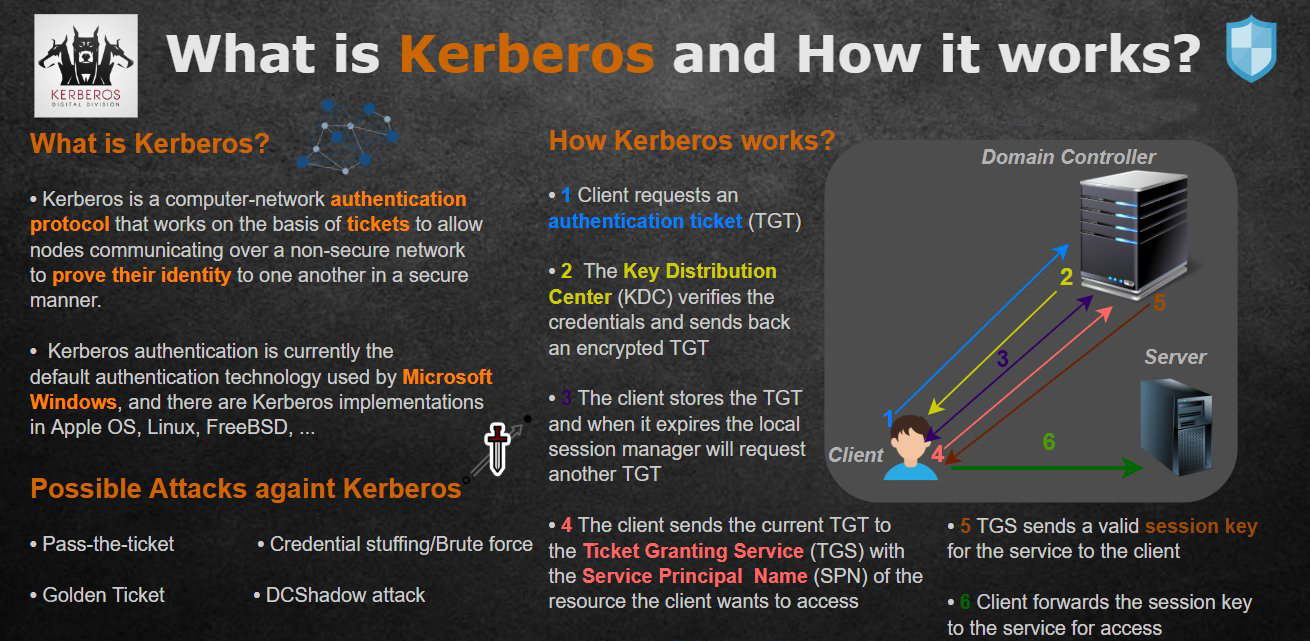 KERBEROS
DIGITAL DIVISION
What is Kerberos and How it works?
What is Kerberos?
• Kerberos is a computer-network authentication
protocol that works on the basis of tickets to allow
nodes communicating over a non-secure network
to prove their identity to one another in a secure
manner.
• Kerberos authentication is currently the
default authentication technology used by Microsoft
Windows, and there are Kerberos implementations
in Apple OS, Linux, FreeBSD, ...
Possible Attacks againt Kerberos
• Pass-the-ticket
• Credential stuffing/Brute force
• Golden Ticket
• DCShadow attack
How Kerberos works?
• 1 Client requests an
authentication ticket (TGT)
• 2 The Key Distribution
Center (KDC) verifies the
credentials and sends back
an encrypted TGT
• 3 The client stores the TGT
and when it expires the local
session manager will request
another TGT
• 4 The client sends the current TGT to
the Ticket Granting Service (TGS) with
the Service Principal Name (SPN) of the
resource the client wants to access
• 5 TGS sends a valid session key
for the service to the client
• 6 Client forwards the session key
to the service for access
Domain Controller
2
5
3
Server
1
Client
4
6